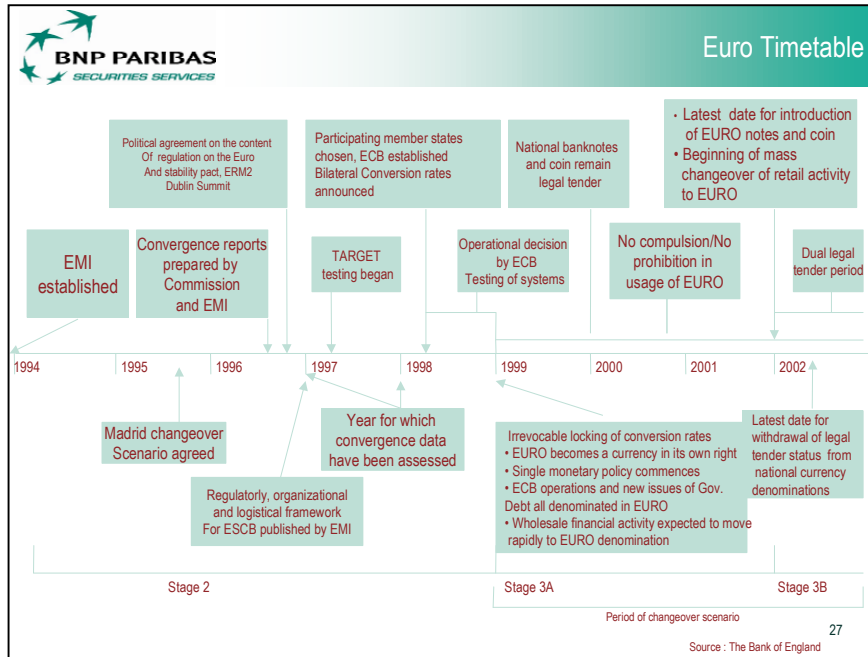 BNP PARIBAS
SECURITIES SERVICES
Euro Timetable
Political agreement on the content
Of regulation on the Euro
And stability pact, ERM2
Dublin Summit
Participating member states
chosen, ECB established
Bilateral Conversion rates
announced
National banknotes
and coin remain
legal tender
• Latest date for introduction
of EURO notes and coin
• Beginning of mass
changeover of retail activity
to EURO
EMI
established
Convergence reports
prepared by
Commission
and EMI
TARGET
testing began
Operational decision
by ECB
Testing of systems
No compulsion/No
prohibition in
usage of EURO
Dual legal
tender period
1994
1995
1996
1997
1998
1999
2000
2001
2002
Madrid changeover
Scenario agreed
Regulatorly, organizational
and logistical framework
For ESCB published by EMI
Year for which
convergence data
have been assessed
Irrevocable locking of conversion rates
• EURO becomes a currency in its own right
• Single monetary policy commences
• ECB operations and new issues of Gov.
Debt all denominated in EURO
• Wholesale financial activity expected to move
rapidly to EURO denomination
Latest date for
withdrawal of legal
tender status from
national currency
denominations
Stage 2
Stage 3A
Stage 3B
Period of changeover scenario
27
Source : The Bank of England